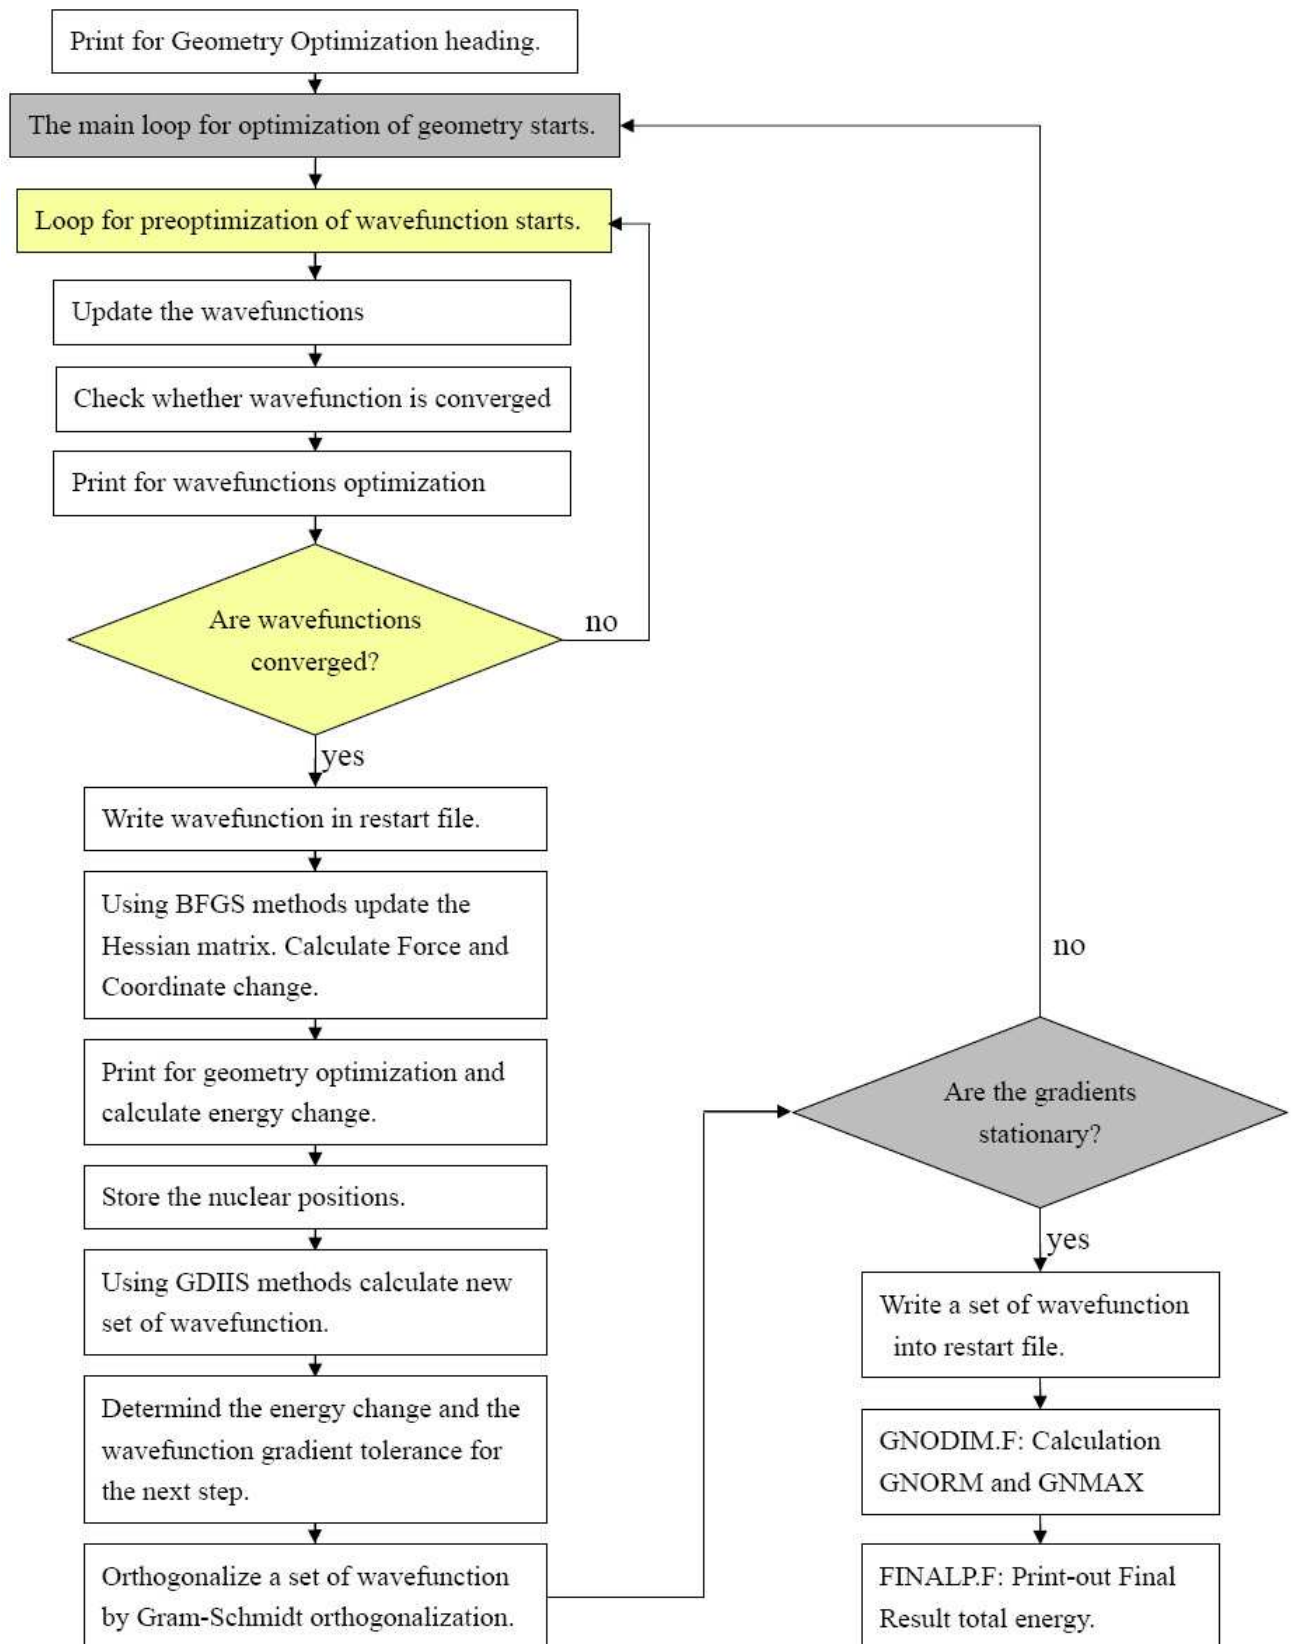 Print for Geometry Optimization heading.
The main loop for optimization of geometry starts.
Loop for preoptimization of wavefunction starts.
Update the wavefunctions
Check whether wavefunction is converged
Print for wavefunctions optimization
Are wavefunctions
converged?
no
yes
Write wavefunction in restart file.
Using BFGS methods update the
Hessian matrix. Calculate Force and
Coordinate change.
Print for geometry optimization and
calculate energy change.
Store the nuclear positions.
Using GDIIS methods calculate new
set of wavefunction.
Determind the energy change and the
wavefunction gradient tolerance for
the next step.
Orthogonalize a set of wavefunction
by Gram-Schmidt orthogonalization.
no
Are the gradients
stationary?
yes
Write a set of wavefunction
into restart file.
GNODIM.F: Calculation
GNORM and GNMAX
FINALP.F: Print-out Final
Result total energy.